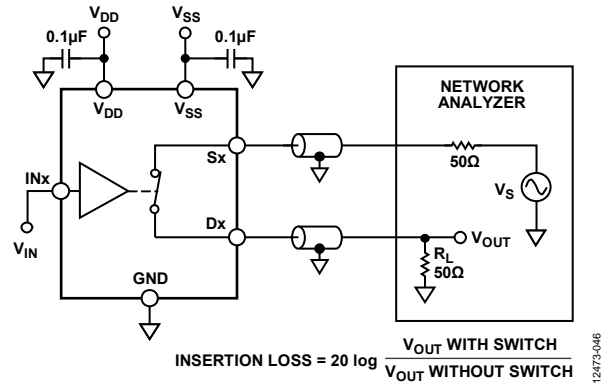 VDD
VSS
0.1µF
0.1µF
VDD
VSS
NETWORK
ANALYZER
Sx
50Ω
INx
VS
Dx
VOUT
VIN
RL
50Ω
GND
INSERTION LOSS = 20 log VOUT WITH SWITCH
VOUT WITHOUT SWITCH
12473-046